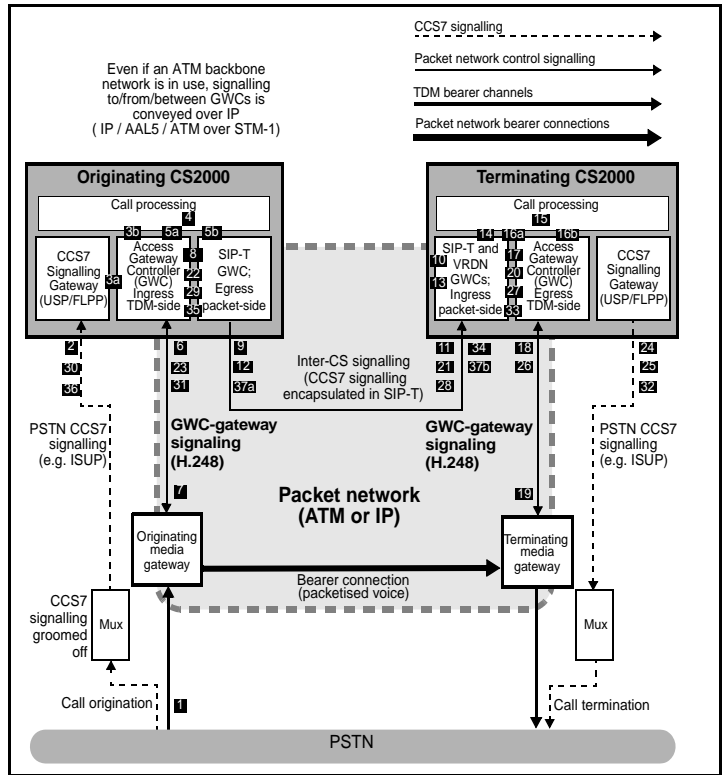 CCS7 signalling
Packet network control signalling
TDM bearer channels
Packet network bearer connections
Even if an ATM backbone
network is in use, signalling
to/from/between GWCs is
conveyed over IP
( IP / AAL5 / ATM over STM-1)
Originating CS2000
Call processing
4
3b 5a 5b
CCS7
Signalling
Gateway
(USP/FLPP)
3a
Access
Gateway
Controller
(GWC)
Ingress
TDM-side
8
22
29
35
SIP-T
GWC;
Egress
packet-side
Terminating CS2000
Call processing
15
14 16a 16b
10
13
SIP-T and
VRDN
GWCs;
Ingress
packet-side
17
20
27
33
Access
Gateway
Controller
(GWC)
Egress
TDM-side
CCS7
Signalling
Gateway
(USP/FLPP)
2
30
36
6
23
31
9
12
37a
Inter-CS signalling
(CCS7 signalling
encapsulated in SIP-T)
11 34
21 37b
28
18
26
24
25
32
PSTN CCS7
signalling
(e.g. ISUP)
GWC-gateway
signaling
(H.248)
GWC-gateway
signaling
(H.248)
PSTN CCS7
signalling
(e.g. ISUP)
7
19
Packet network
(ATM or IP)
Originating
media
gateway
Terminating
media
gateway
Bearer connection
(packetised voice)
CCS7
signalling
groomed
off
Mux
Mux
Call origination
1
Call termination
PSTN